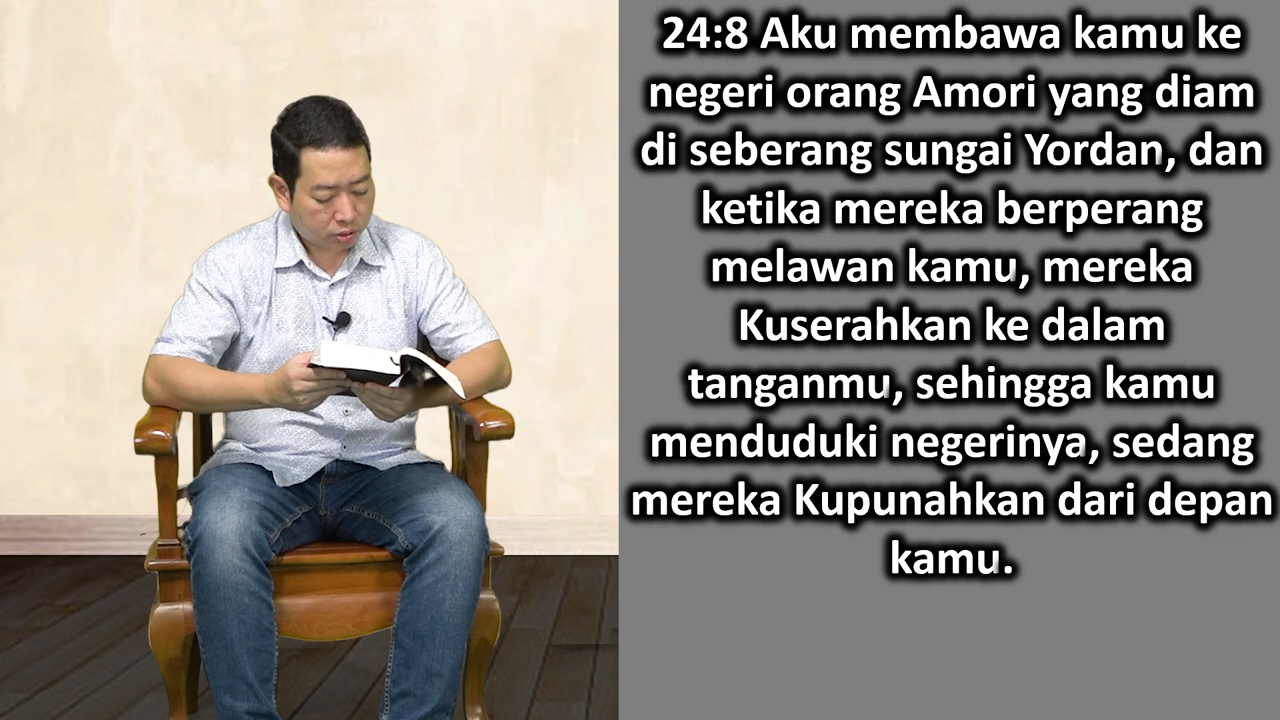 24:8 Aku membawa kamu ke
negeri orang Amori yang diam
di seberang sungai Yordan, dan
ketika mereka berperang
melawan kamu, mereka
Kuserahkan ke dalam
tanganmu, sehingga kamu
menduduki negerinya, sedang
mereka Kupunahkan dari depan
kamu.